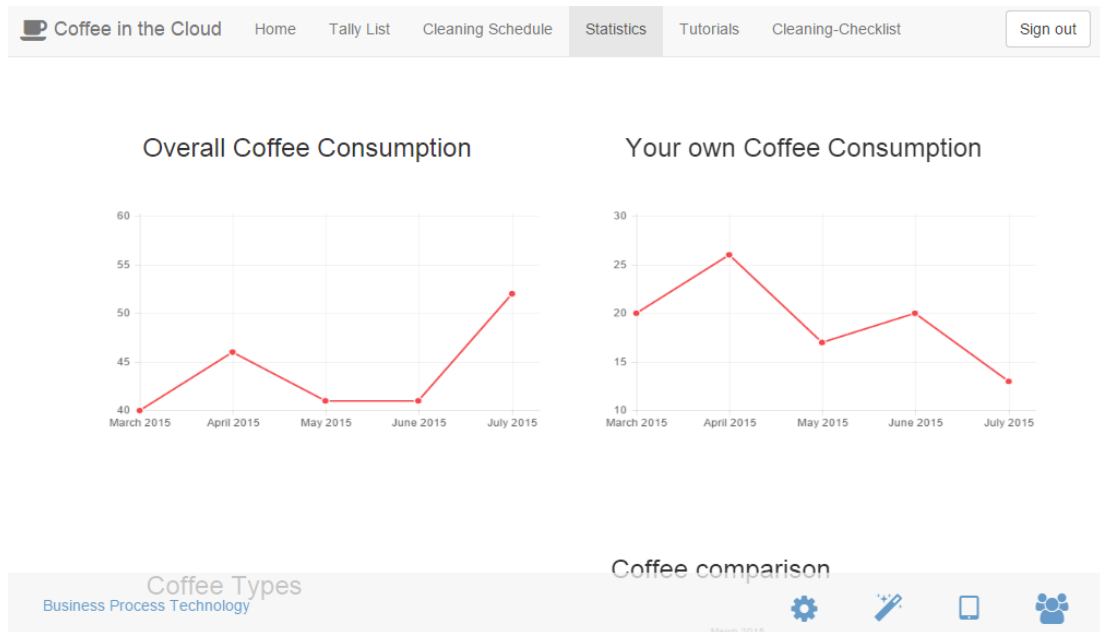 Coffee in the Cloud Home Tally List Cleaning Schedule Statistics Tutorials Cleaning-Checklist Sign out
Overall Coffee Consumption
60
55
50
45
40
March 2015 April 2015 May 2015 June 2015 July 2015
Your own Coffee Consumption
30
25
20
15
10
March 2015 April 2015 May 2015 June 2015 July 2015
Coffee Types
Coffee comparison
March 2015
Business Process Technology